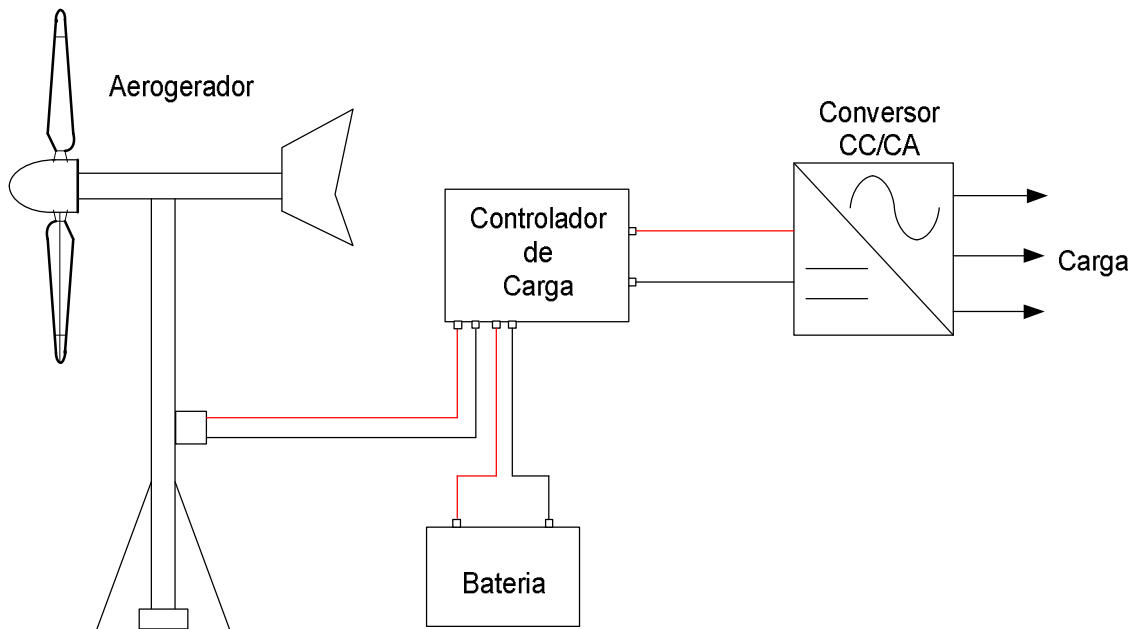 Aerogerador
Conversor
CC/CA
Controlador
de
Carga
Carga
Bateria